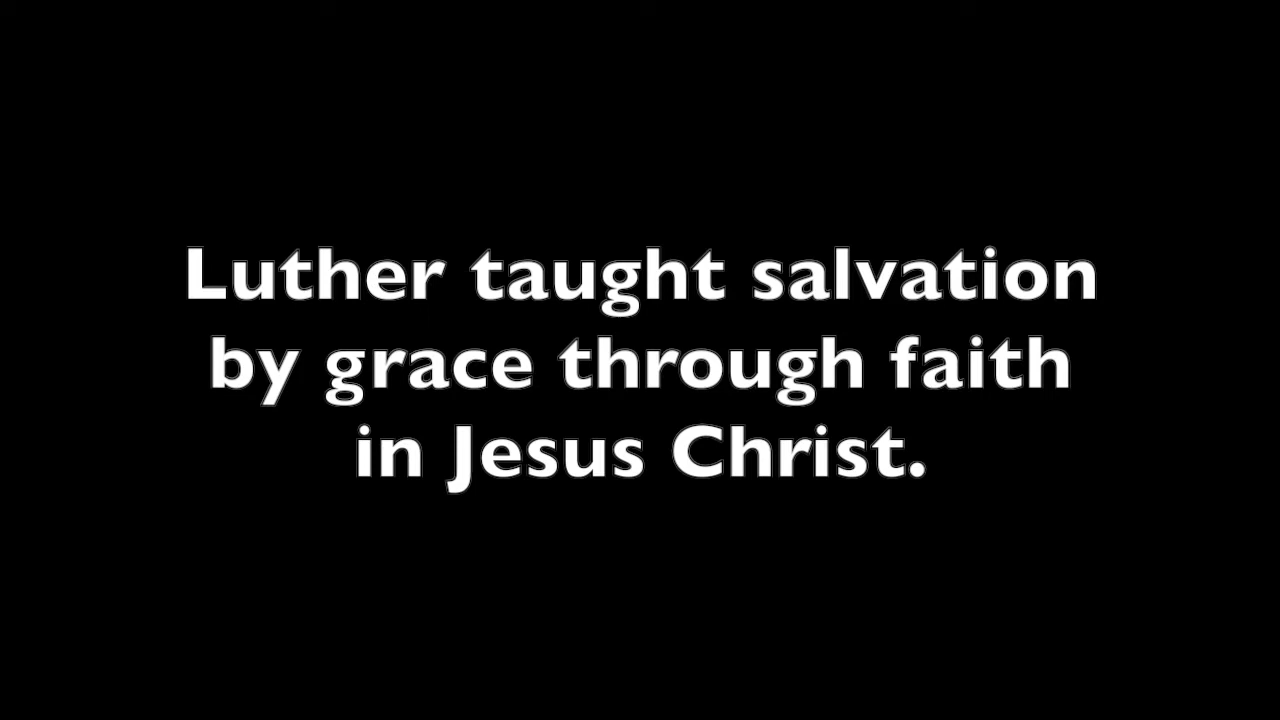 Luther taught salvation
by grace through faith
in Jesus Christ.